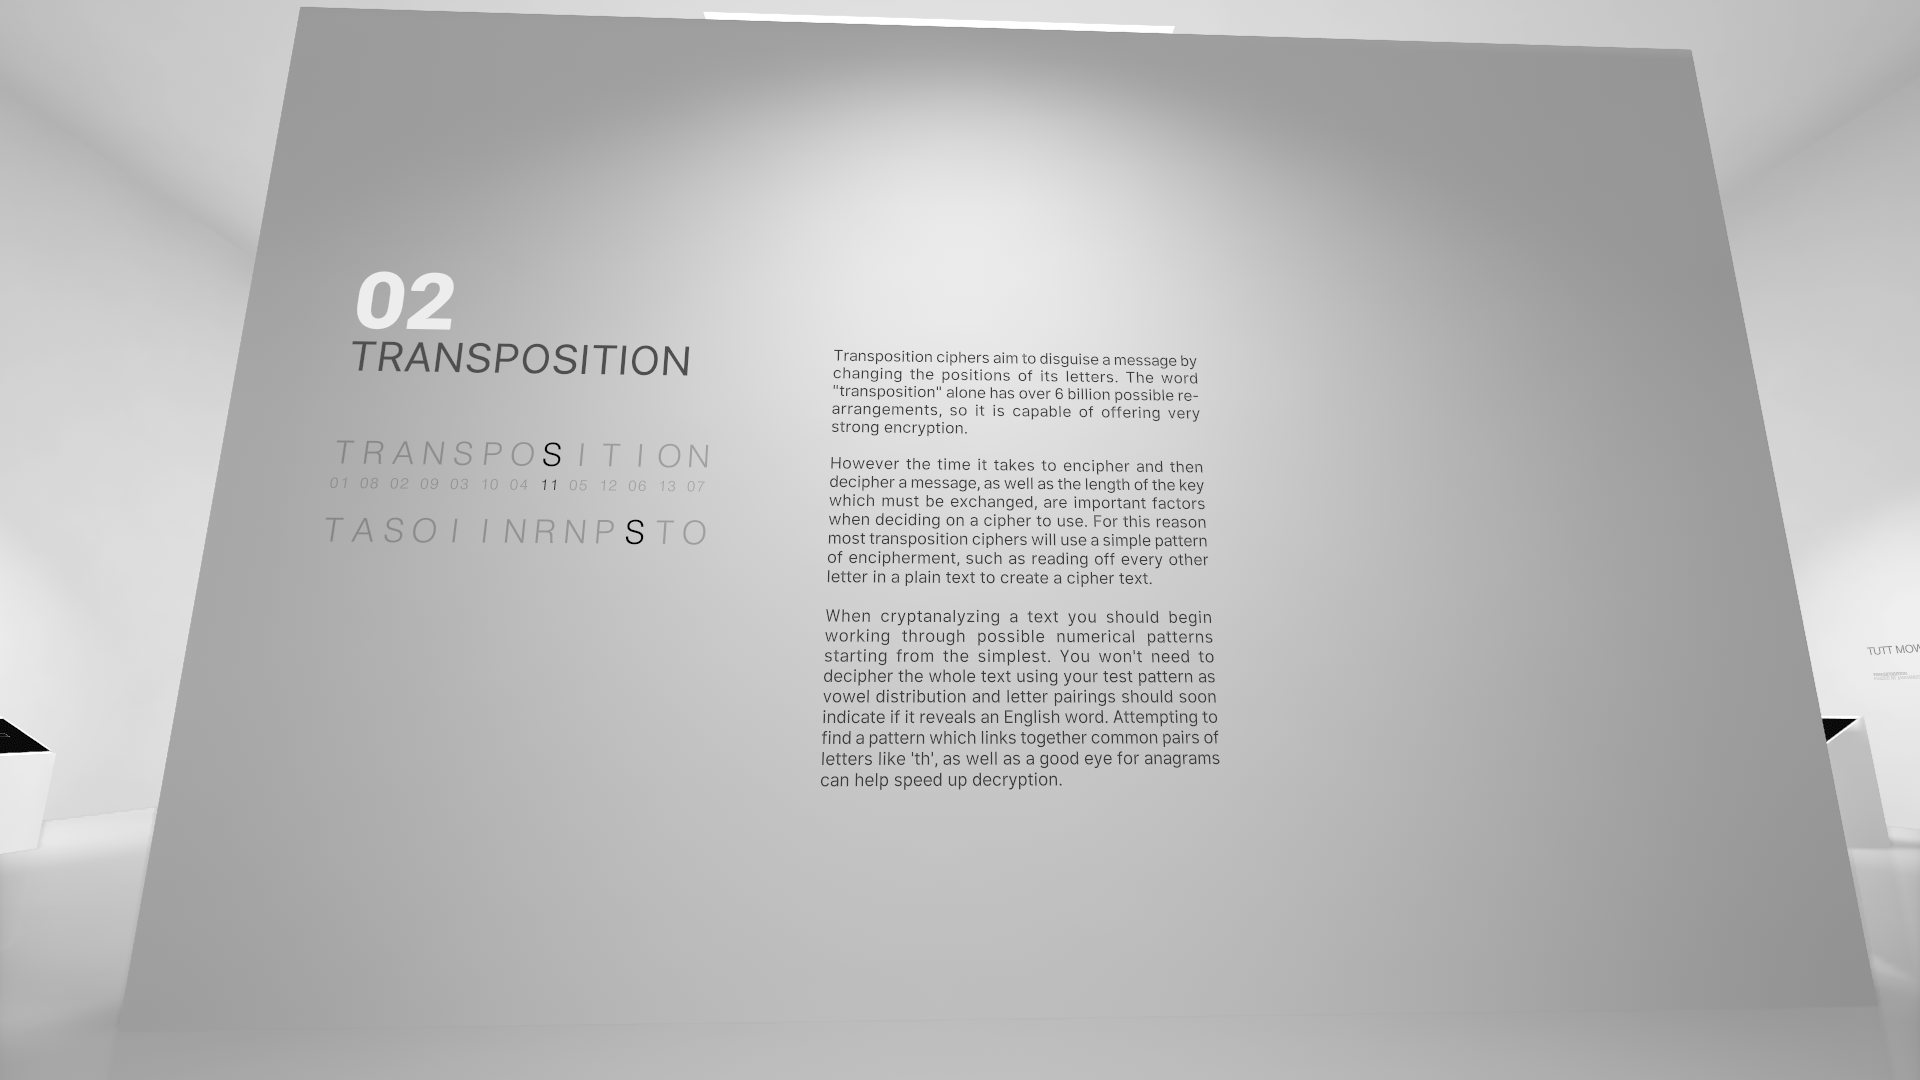 02
TRANSPOSITION
TRANSPOSITION
01 08 02 09 03 10 04 11 05 12 06 13 07
TASOIINRNPSTO
Transposition ciphers aim to disguise a message by
changing the positions of its letters. The word
"transposition" alone has over 6 billion possible re-
arrangements, so it is capable of offering very
strong encryption.
However the time it takes to encipher and then
decipher a message, as well as the length of the key
which must be exchanged, are important factors
when deciding on a cipher to use. For this reason
most transposition ciphers will use a simple pattern
of encipherment, such as reading off every other
letter in a plain text to create a cipher text.
When cryptanalyzing a text you should begin
working through possible numerical patterns
starting from the simplest. You won't need to
decipher the whole text using your test pattern as
vowel distribution and letter pairings should soon
indicate if it reveals an English word. Attempting to
find a pattern which links together common pairs of
letters like 'th', as well as a good eye for anagrams
can help speed up decryption.
TUTT